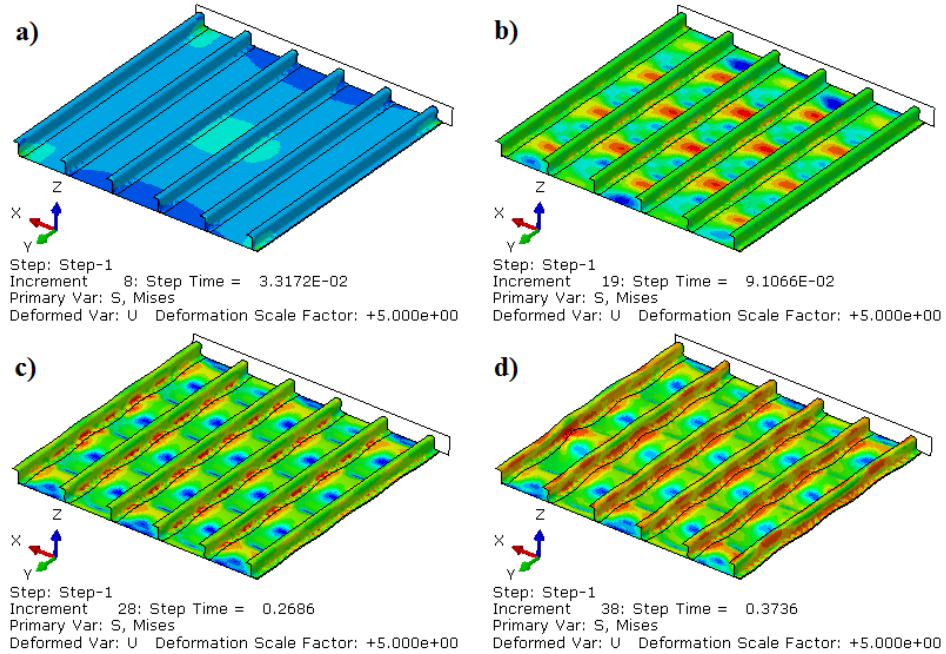 a)
Z
X
Y
Step: Step-1
Increment 8: Step Time = 3.3172E-02
Primary Var: S, Mises
Deformed Var: U Deformation Scale Factor: +5.000e+00
b)
Z
X
Y
Step: Step-1
Increment 19: Step Time = 9.1066E-02
Primary Var: S, Mises
Deformed Var: U Deformation Scale Factor: +5.000e+00
c)
Z
X
Y
Step: Step-1
Increment 28: Step Time = 0.2686
Primary Var: S, Mises
Deformed Var: U Deformation Scale Factor: +5.000e+00
d)
Z
X
Y
Step: Step-1
Increment 38: Step Time = 0.3736
Primary Var: S, Mises
Deformed Var: U Deformation Scale Factor: +5.000e+00